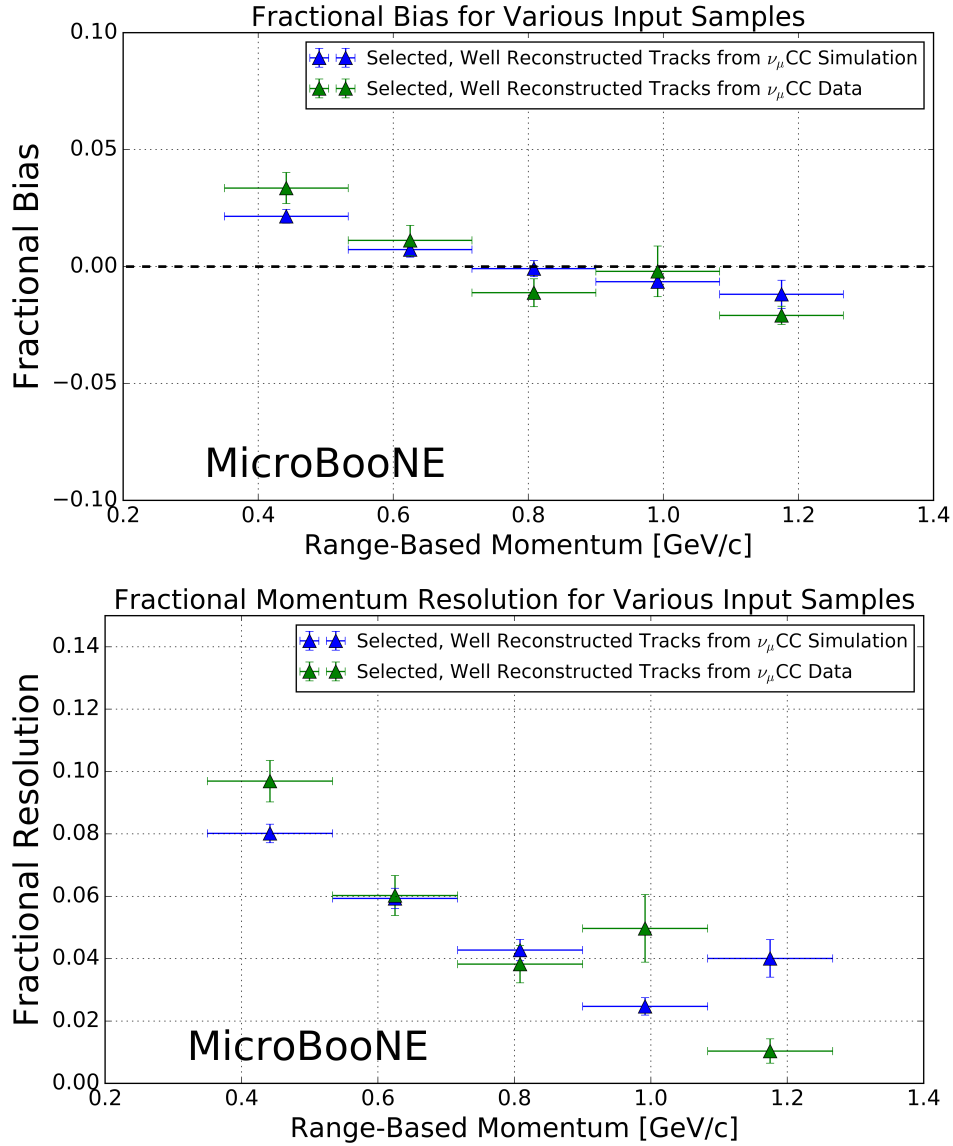 Fractional Bias for Various Input Samples
Selected, Well Reconstructed Tracks from νμCC Simulation
Selected, Well Reconstructed Tracks from νμCC Data
Fractional Bias
0.10
0.05
0.00
−0.05
−0.10
MicroBooNE
0.2 0.4 0.6 0.8 1.0 1.2 1.4
Range-Based Momentum [GeV/c]
Fractional Momentum Resolution for Various Input Samples
Selected, Well Reconstructed Tracks from νμCC Simulation
Selected, Well Reconstructed Tracks from νμCC Data
Fractional Resolution
0.14
0.12
0.10
0.08
0.06
0.04
0.02
0.00
MicroBooNE
0.2 0.4 0.6 0.8 1.0 1.2 1.4
Range-Based Momentum [GeV/c]